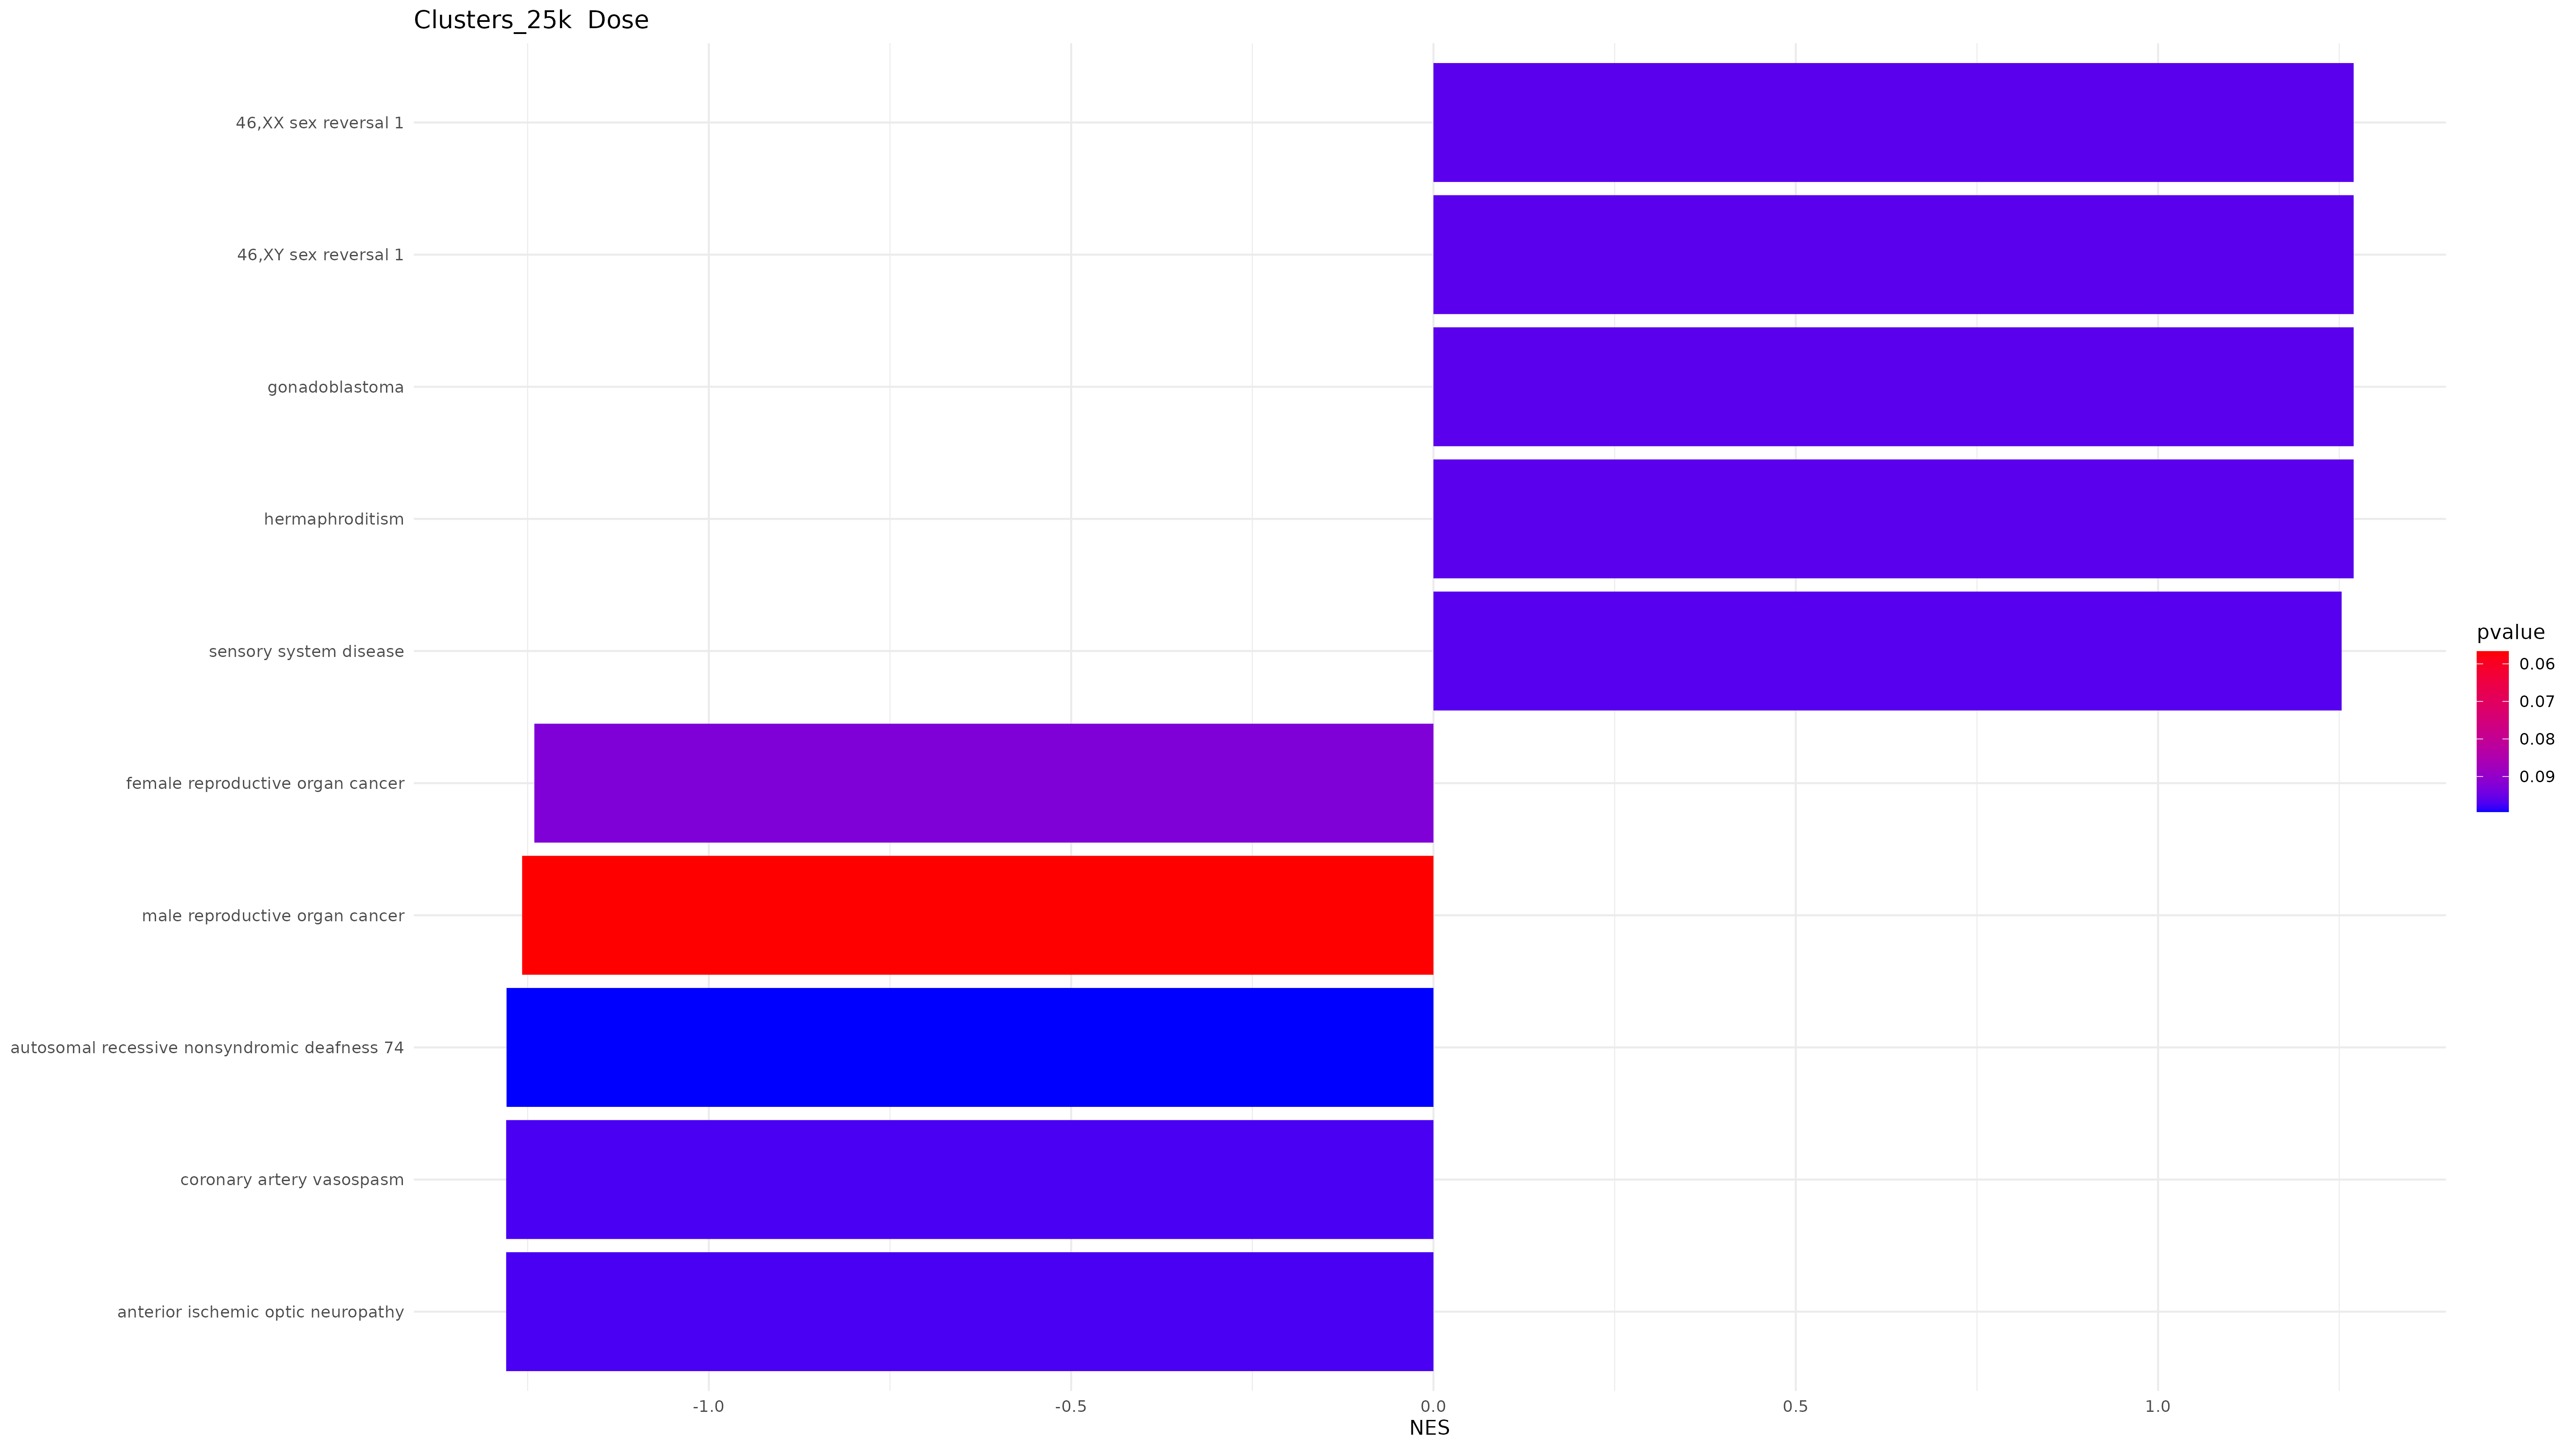 Clusters_25k  Dose
46,XX sex reversal 1
46,XY sex reversal 1
gonadoblastoma
hermaphroditism
sensory system disease
female reproductive organ cancer
male reproductive organ cancer
autosomal recessive nonsyndromic deafness 74
coronary artery vasospasm
anterior ischemic optic neuropathy
-1.0 -0.5 0.0 0.5 1.0
NES
pvalue
0.06
0.07
0.08
0.09